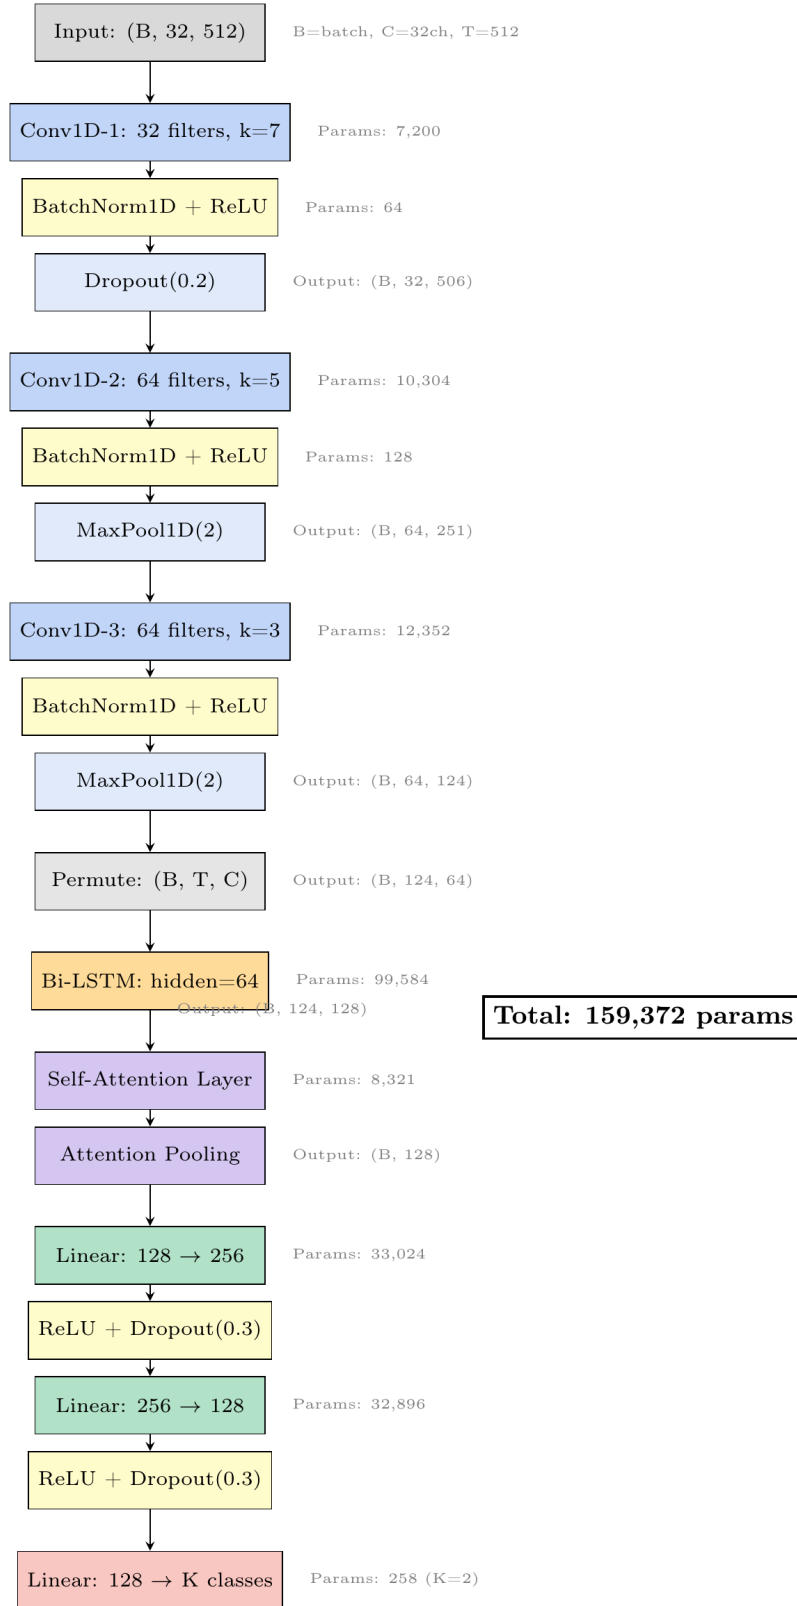 Input: (B, 32, 512)
B=batch, C=32ch, T=512
Conv1D-1: 32 filters, k=7
Params: 7,200
BatchNorm1D + ReLU
Params: 64
Dropout(0.2)
Output: (B, 32, 506)
Conv1D-2: 64 filters, k=5
Params: 10,304
BatchNorm1D + ReLU
Params: 128
MaxPool1D(2)
Output: (B, 64, 251)
Conv1D-3: 64 filters, k=3
Params: 12,352
BatchNorm1D + ReLU
MaxPool1D(2)
Output: (B, 64, 124)
Permute: (B, T, C)
Output: (B, 124, 64)
Bi-LSTM: hidden=64
Params: 99,584
Output: (B, 124, 128)
Total: 159,372 params
Self-Attention Layer
Params: 8,321
Attention Pooling
Output: (B, 128)
Linear: 128 → 256
Params: 33,024
ReLU + Dropout(0.3)
Linear: 256 → 128
Params: 32,896
ReLU + Dropout(0.3)
Linear: 128 → K classes
Params: 258 (K=2)